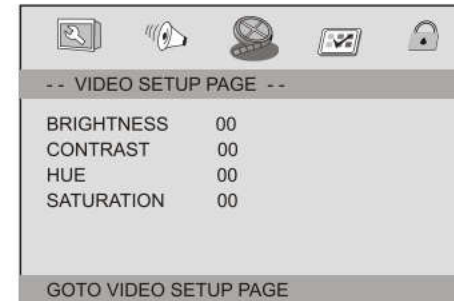 -- VIDEO SETUP PAGE --
BRIGHTNESS 00
CONTRAST 00
HUE 00
SATURATION 00
GOTO VIDEO SETUP PAGE